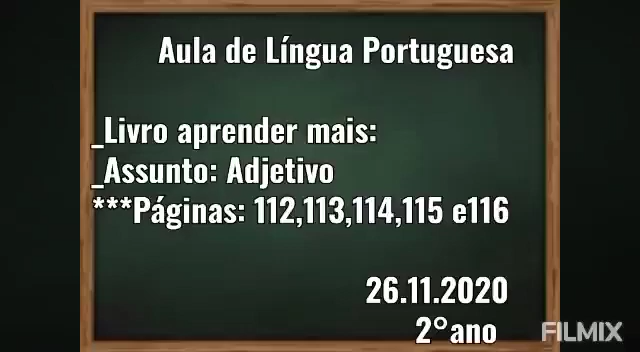 Aula de Língua Portuguesa
_Livro aprender mais:
_Assunto: Adjetivo
***Páginas: 112,113,114,115 e116
26.11.2020
2°ano
FILMIX